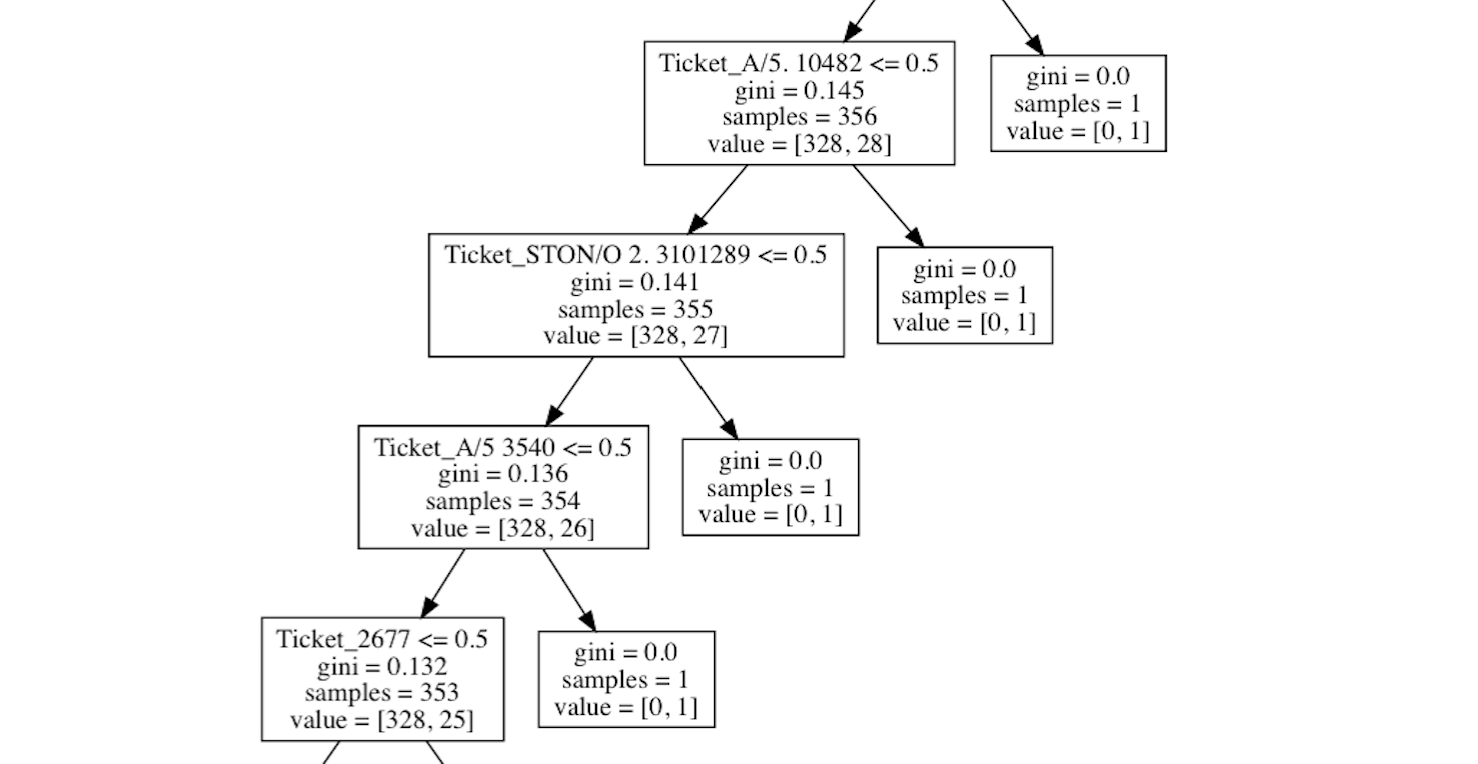 Ticket_A/5. 10482 <= 0.5
gini = 0.145
samples = 356
value = [328, 28]
gini = 0.0
samples = 1
value = [0, 1]
Ticket_STON/O 2. 3101289 <= 0.5
gini = 0.141
samples = 355
value = [328, 27]
gini = 0.0
samples = 1
value = [0, 1]
Ticket_A/5 3540 <= 0.5
gini = 0.136
samples = 354
value = [328, 26]
gini = 0.0
samples = 1
value = [0, 1]
Ticket_2677 <= 0.5
gini = 0.132
samples = 353
value = [328, 25]
gini = 0.0
samples = 1
value = [0, 1]